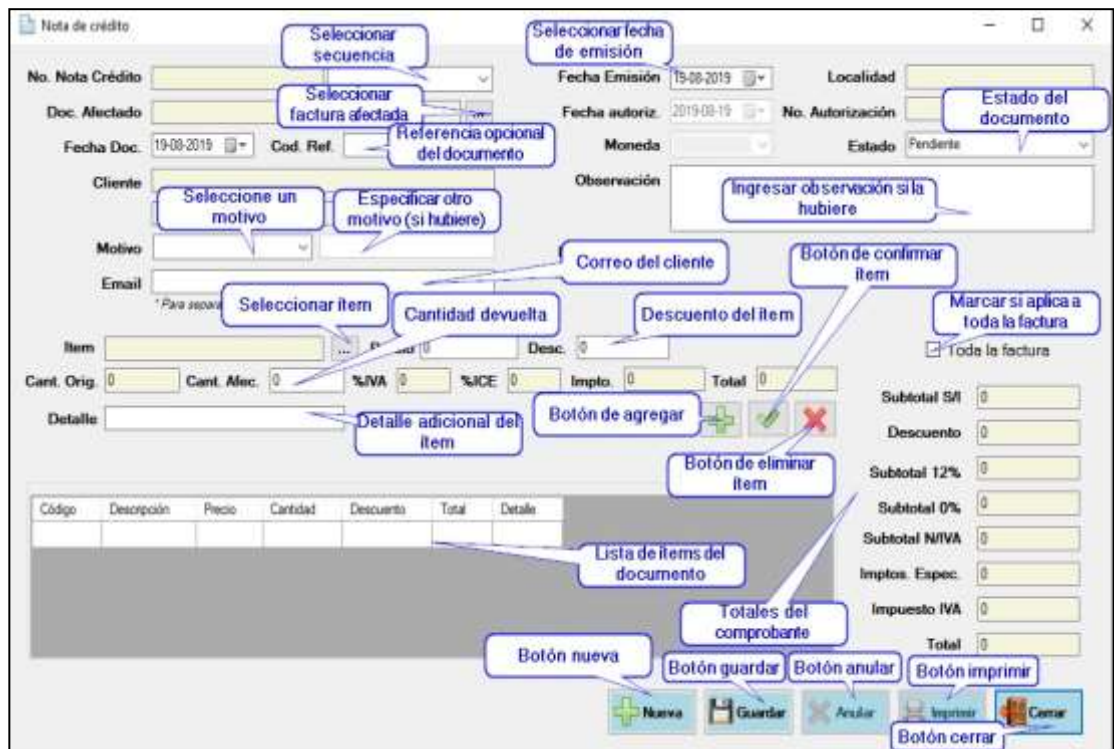 Nota de crédito
Seleccionar
secuencia
Seleccionar fecha
de emisión
No. Nota Crédito
Fecha Emisión 19-08-2019
Localidad
Seleccionar
factura afectada
Estado del
documento
Doc. Afectado
Fecha autoriz. 2019-08-19
No. Autorización
Referencia opcional
del documento
Fecha Doc. 19-08-2019 Cod. Ref.
Moneda
Estado Pendiente
Cliente
Observación
Ingresar observación si la
hubiere
Seleccione un
motivo
Especificar otro
motivo (si hubiere)
Motivo
Correo del cliente
Botón de confirmar
ítem
Email
* Para separa
Seleccionar ítem
Cantidad devuelta
Descuento del ítem
Marcar si aplica a
toda la factura
Item ... 0 Desc. 0
Toda la factura
Cant. Orig. 0 Cant. Afec. 0 %IVA 0 %ICE 0 Impto. 0 Total 0
Subtotal S/I 0
Detalle
Detalle adicional del
ítem
Botón de agregar
Descuento 0
Botón de eliminar
ítem
Subtotal 12% 0
Código Descripción Precio Cantidad Descuento Total Detalle
Subtotal 0% 0
Subtotal N/IVA 0
Lista de ítems del
documento
Imptos. Espec. 0
Totales del
comprobante
Impuesto IVA 0
Total 0
Botón nueva
Botón guardar
Botón anular
Botón imprimir
Nueva Guardar Anular Imprimir Cerrar
Botón cerrar